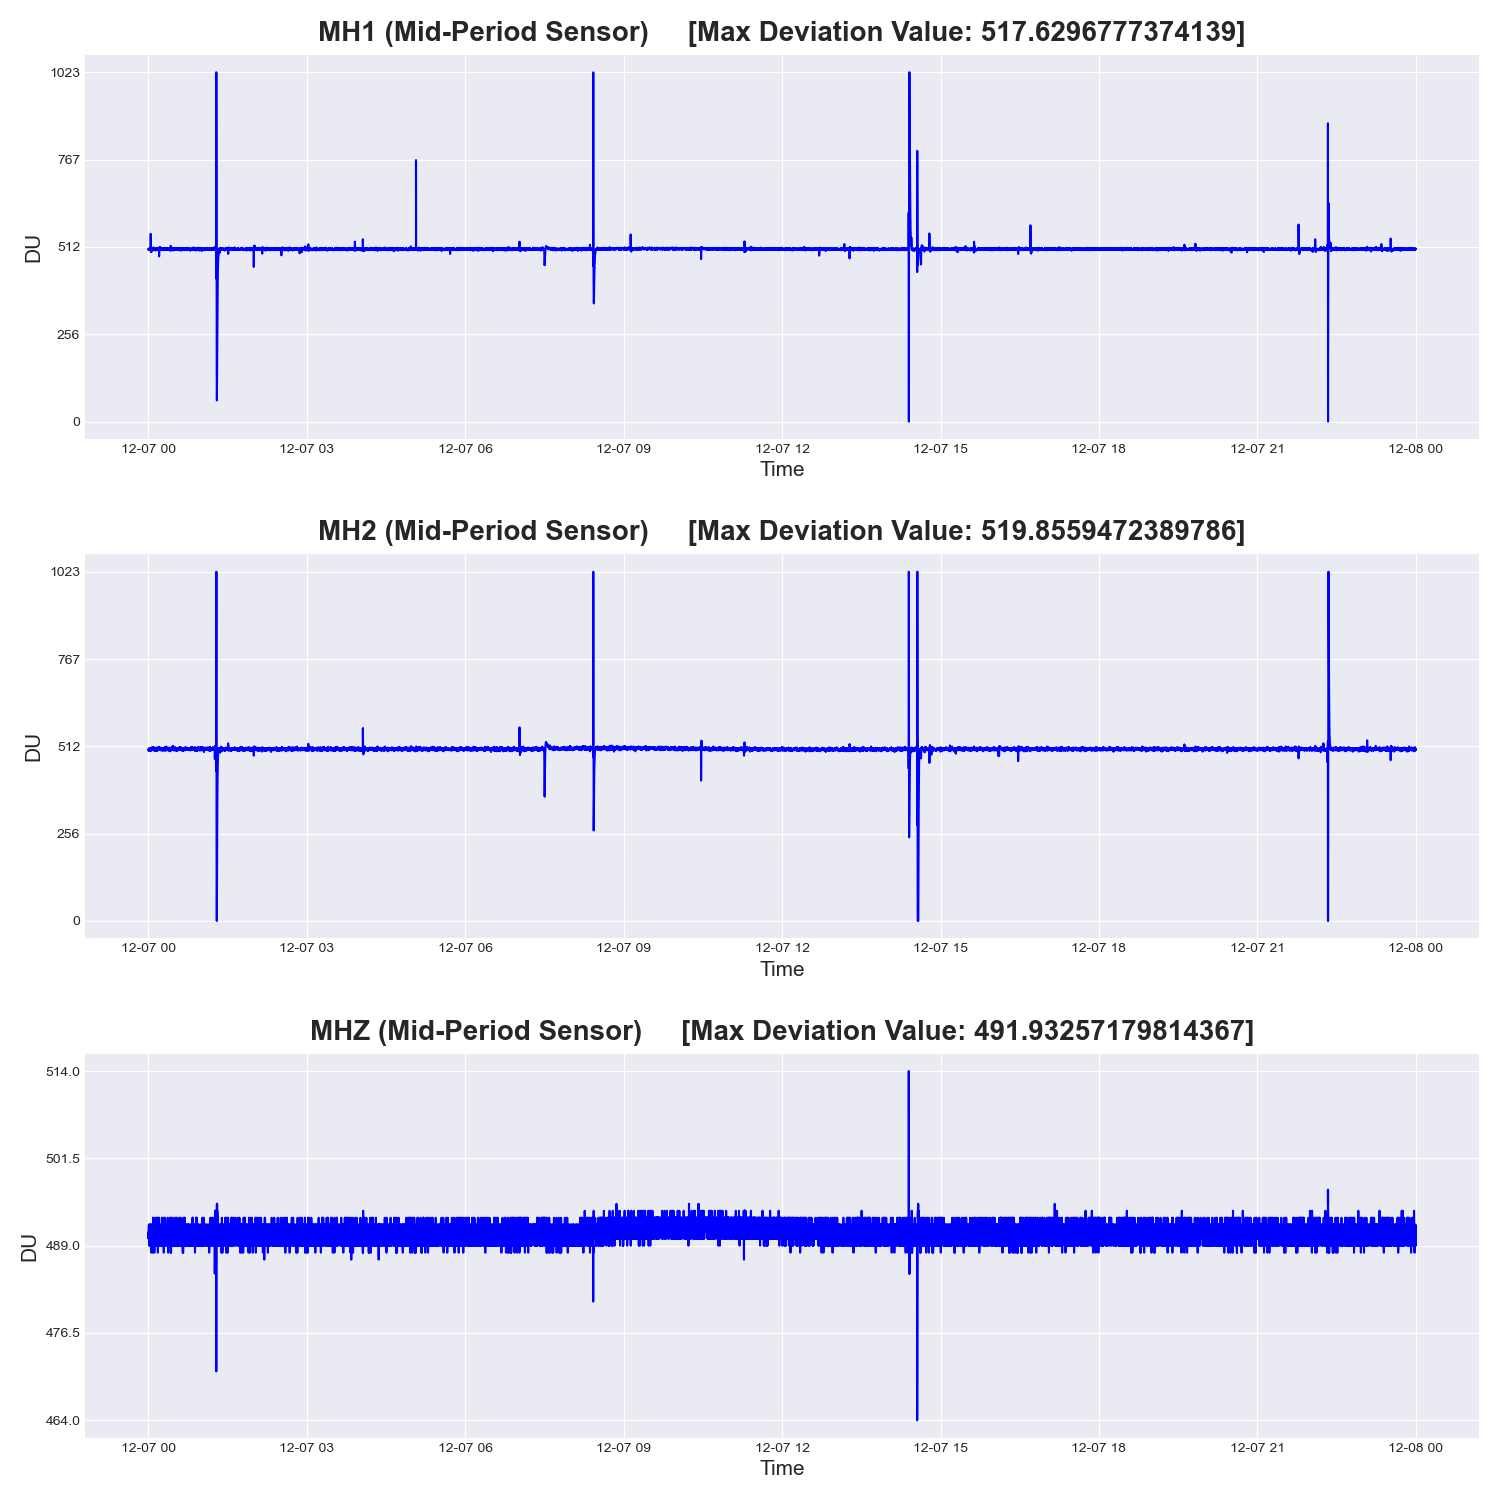 MH1 (Mid-Period Sensor) [Max Deviation Value: 517.6296777374139]
1023
767
512
256
0
DU
12-07 00 12-07 03 12-07 06 12-07 09 12-07 12 12-07 15 12-07 18 12-07 21 12-08 00
Time
MH2 (Mid-Period Sensor) [Max Deviation Value: 519.8559472389786]
1023
767
512
256
0
DU
12-07 00 12-07 03 12-07 06 12-07 09 12-07 12 12-07 15 12-07 18 12-07 21 12-08 00
Time
MHZ (Mid-Period Sensor) [Max Deviation Value: 491.93257179814367]
514.0
501.5
489.0
476.5
464.0
DU
12-07 00 12-07 03 12-07 06 12-07 09 12-07 12 12-07 15 12-07 18 12-07 21 12-08 00
Time